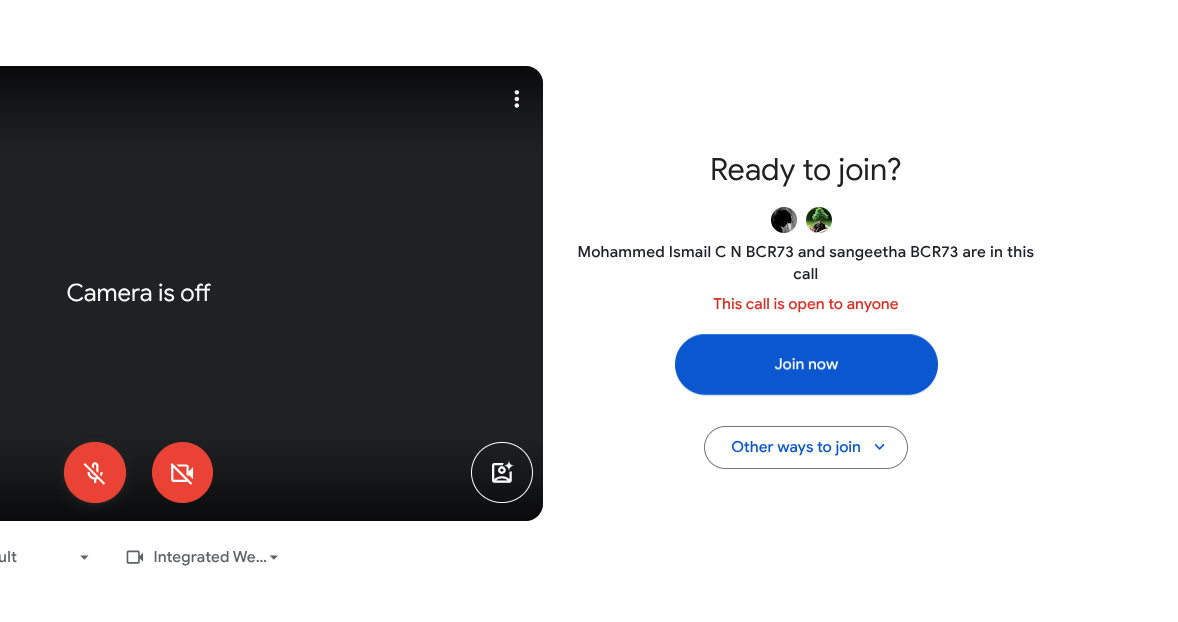 Ready to join?
Mohammed Ismail C N BCR73 and sangeetha BCR73 are in this
call
Camera is off
This call is open to anyone
Join now
Other ways to join
ult
Integrated We...